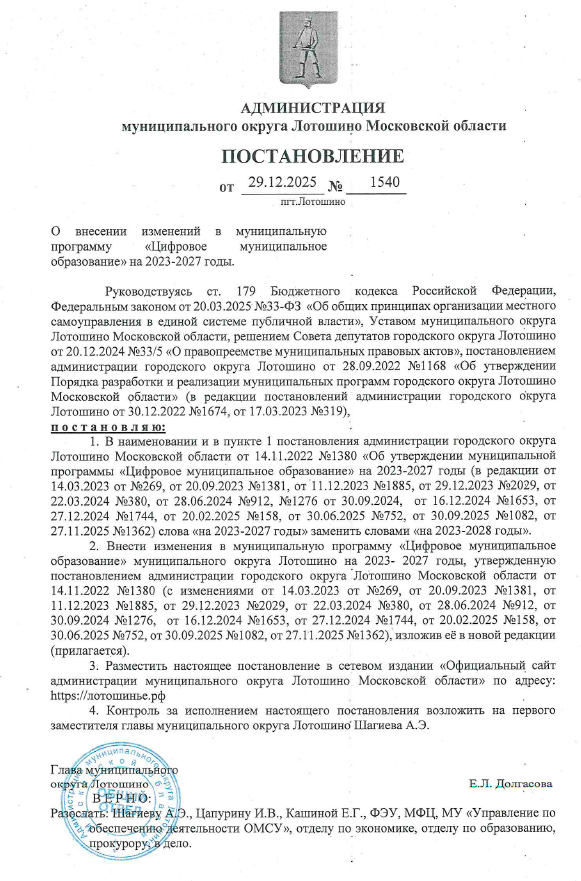 АДМИНИСТРАЦИЯ
муниципального округа Лотошино Московской области
ПОСТАНОВЛЕНИЕ
от 29.12.2025 № 1540
пгт.Лотошино
О внесении изменений в муниципальную
программу «Цифровое муниципальное
образование» на 2023-2027 годы.
Руководствуясь ст. 179 Бюджетного кодекса Российской Федерации,
Федеральным законом от 20.03.2025 №33-ФЗ «Об общих принципах организации местного
самоуправления в единой системе публичной власти», Уставом муниципального округа
Лотошино Московской области, решением Совета депутатов городского округа Лотошино
от 20.12.2024 №33/5 «О правопреемстве муниципальных правовых актов», постановлением
администрации городского округа Лотошино от 28.09.2022 №1168 «Об утверждении
Порядка разработки и реализации муниципальных программ городского округа Лотошино
Московской области» (в редакции постановлений администрации городского округа
Лотошино от 30.12.2022 №1674, от 17.03.2023 №319),
постановляю:
1. В наименовании и в пункте 1 постановления администрации городского округа
Лотошино Московской области от 14.11.2022 №1380 «Об утверждении муниципальной
программы «Цифровое муниципальное образование» на 2023-2027 годы (в редакции от
14.03.2023 от №269, от 20.09.2023 №1381, от 11.12.2023 №1885, от 29.12.2023 №2029, от
22.03.2024 №380, от 28.06.2024 №912, №1276 от 30.09.2024, от 16.12.2024 №1653, от
27.12.2024 №1744, от 20.02.2025 №158, от 30.06.2025 №752, от 30.09.2025 №1082, от
27.11.2025 №1362) слова «на 2023-2027 годы» заменить словами «на 2023-2028 годы».
2. Внести изменения в муниципальную программу «Цифровое муниципальное
образование» муниципального округа Лотошино на 2023- 2027 годы, утвержденную
постановлением администрации городского округа Лотошино Московской области от
14.11.2022 №1380 (с изменениями от 14.03.2023 от №269, от 20.09.2023 №1381, от
11.12.2023 №1885, от 29.12.2023 №2029, от 22.03.2024 №380, от 28.06.2024 №912, от
30.09.2024 №1276, от 16.12.2024 №1653, от 27.12.2024 №1744, от 20.02.2025 №158, от
30.06.2025 №752, от 30.09.2025 №1082, от 27.11.2025 №1362), изложив её в новой редакции
(прилагается).
3. Разместить настоящее постановление в сетевом издании «Официальный сайт
администрации муниципального округа Лотошино Московской области» по адресу:
https://лотошинье.рф
4. Контроль за исполнением настоящего постановления возложить на первого
заместителя главы муниципального округа Лотошино Шагиева А.Э.
Глава муниципального
округа Лотошино Е.Л. Долгасова
ВЕРНО:
ОБЩИЙ
ОТДЕЛ
Разослать: Шагиеву А.Э., Цапурину И.В., Кашиной Е.Г., ФЭУ, МФЦ, МУ «Управление по
обеспечению деятельности ОМСУ», отделу по экономике, отделу по образованию,
прокурору, в дело.